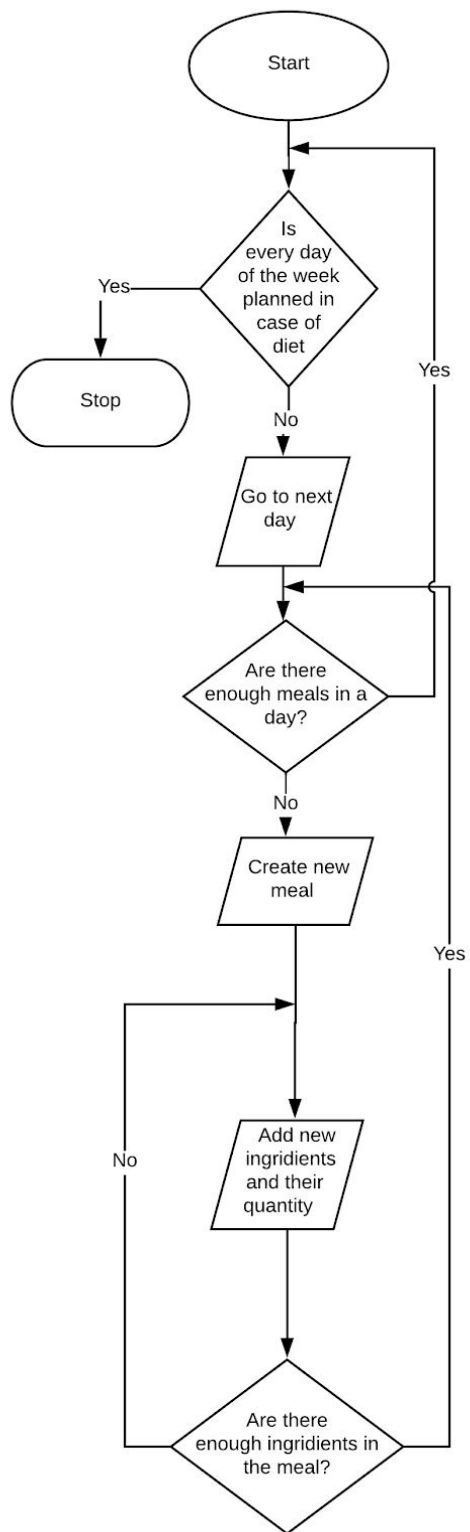 Start
Is
every day
of the week
planned in
case of
diet
Yes
Stop
No
Yes
Go to next
day
Are there
enough meals in a
day?
No
Create new
meal
Yes
Add new
ingridients
and their
quantity
No
Are there
enough ingridients in
the meal?